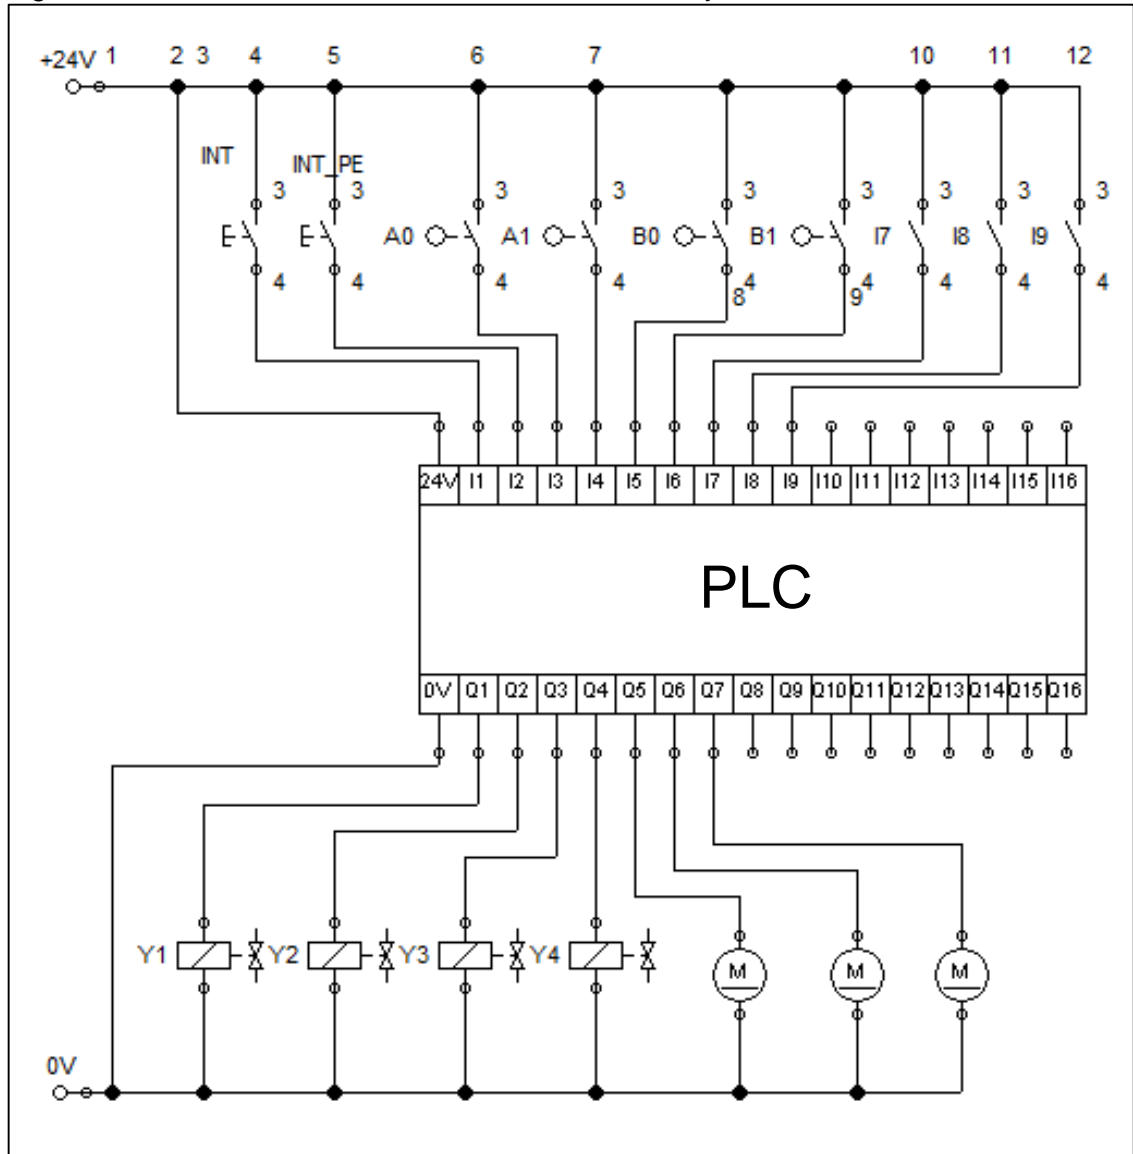 +24V 1 2 3 4 5 6 7 10 11 12
INT INT_PE
3 3 3 3 3 3 3 3 3
A0 A1 B0 B1 I7 I8 I9
4 4 4 4 4 4 4 4 4
8 9
24V I1 I2 I3 I4 I5 I6 I7 I8 I9 I10 I11 I12 I13 I14 I15 I16
PLC
0V Q1 Q2 Q3 Q4 Q5 Q6 Q7 Q8 Q9 Q10 Q11 Q12 Q13 Q14 Q15 Q16
Y1 Y2 Y3 Y4
M M M
0V